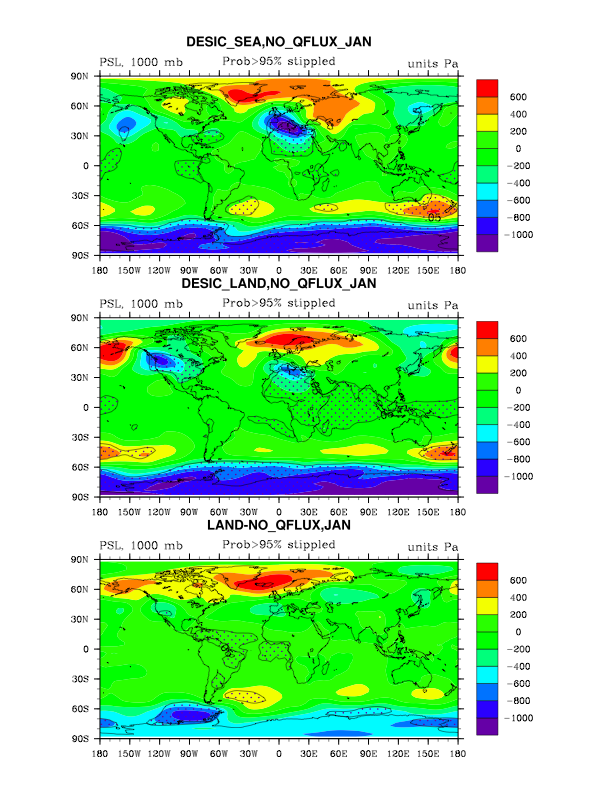 DESIC_SEA,NO_QFLUX_JAN
PSL, 1000 mb Prob>95% stippled units Pa
90N
60N
30N
0
30S
60S
90S
180 150W 120W 90W 60W 30W 0 30E 60E 90E 120E 150E 180
600
400
200
0
−200
−400
−600
−800
−1000
DESIC_LAND,NO_QFLUX_JAN
PSL, 1000 mb Prob>95% stippled units Pa
90N
60N
30N
0
30S
60S
90S
180 150W 120W 90W 60W 30W 0 30E 60E 90E 120E 150E 180
600
400
200
0
−200
−400
−600
−800
−1000
LAND-NO_QFLUX,JAN
PSL, 1000 mb Prob>95% stippled units Pa
90N
60N
30N
0
30S
60S
90S
180 150W 120W 90W 60W 30W 0 30E 60E 90E 120E 150E 180
600
400
200
0
−200
−400
−600
−800
−1000